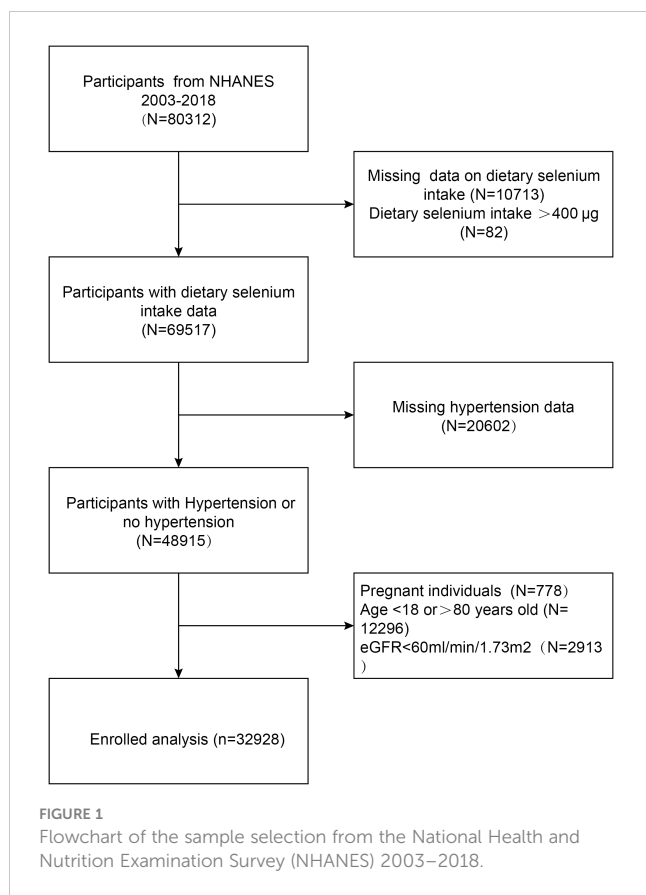 Participants from NHANES
2003-2018
（N=80312)
Missing data on dietary selenium
intake (N=10713)
Dietary selenium intake ＞400 µg
(N=82)
Participants with dietary selenium
intake data
(N=69517)
Missing hypertension data
(N=20602）
Participants with Hypertension or
no hypertension
(N=48915）
Pregnant individuals (N=778）
Age <18 or＞80 years old (N=
12296)
eGFR<60ml/min/1.73m2（N=2913
）
Enrolled analysis (n=32928)
FIGURE 1
Flowchart of the sample selection from the National Health and
Nutrition Examination Survey (NHANES) 2003–2018.